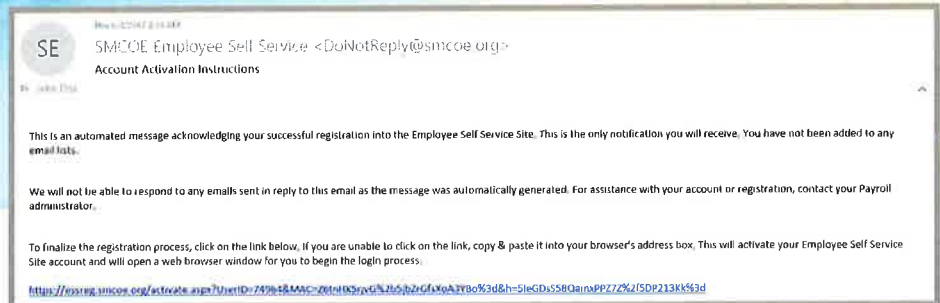 SE
SMCOE Employee Self Service <DoNotReply@smcoe.org>
Account Activation Instructions
This is an automated message acknowledging your successful registration into the Employee Self Service Site. This is the only notification you will receive. You have not been added to any
email lists.
We will not be able to respond to any emails sent in reply to this email as the message was automatically generated. For assistance with your account or registration, contact your Payroll
administrator.
To finalize the registration process, click on the link below. If you are unable to click on the link, copy & paste it into your browser's address box. This will activate your Employee Self Service
Site account and will open a web browser window for you to begin the login process.